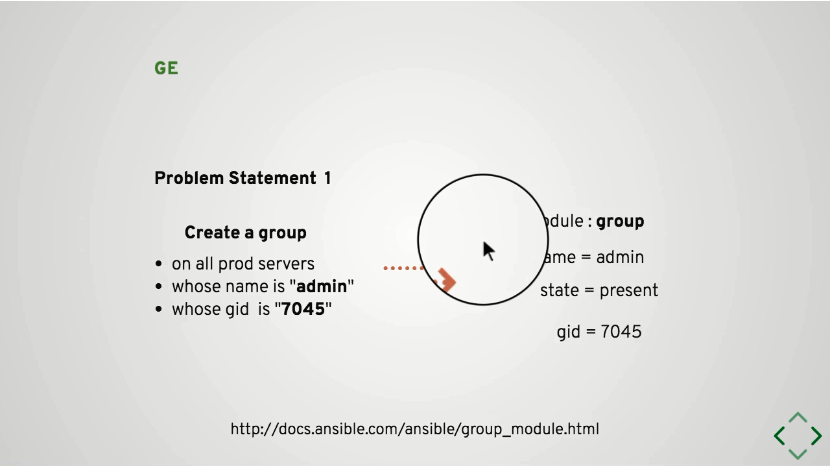 GE
Problem Statement 1
Create a group
• on all prod servers
• whose name is "admin"
• whose gid is "7045"
dule : group
ame = admin
state = present
gid = 7045
http://docs.ansible.com/ansible/group_module.html